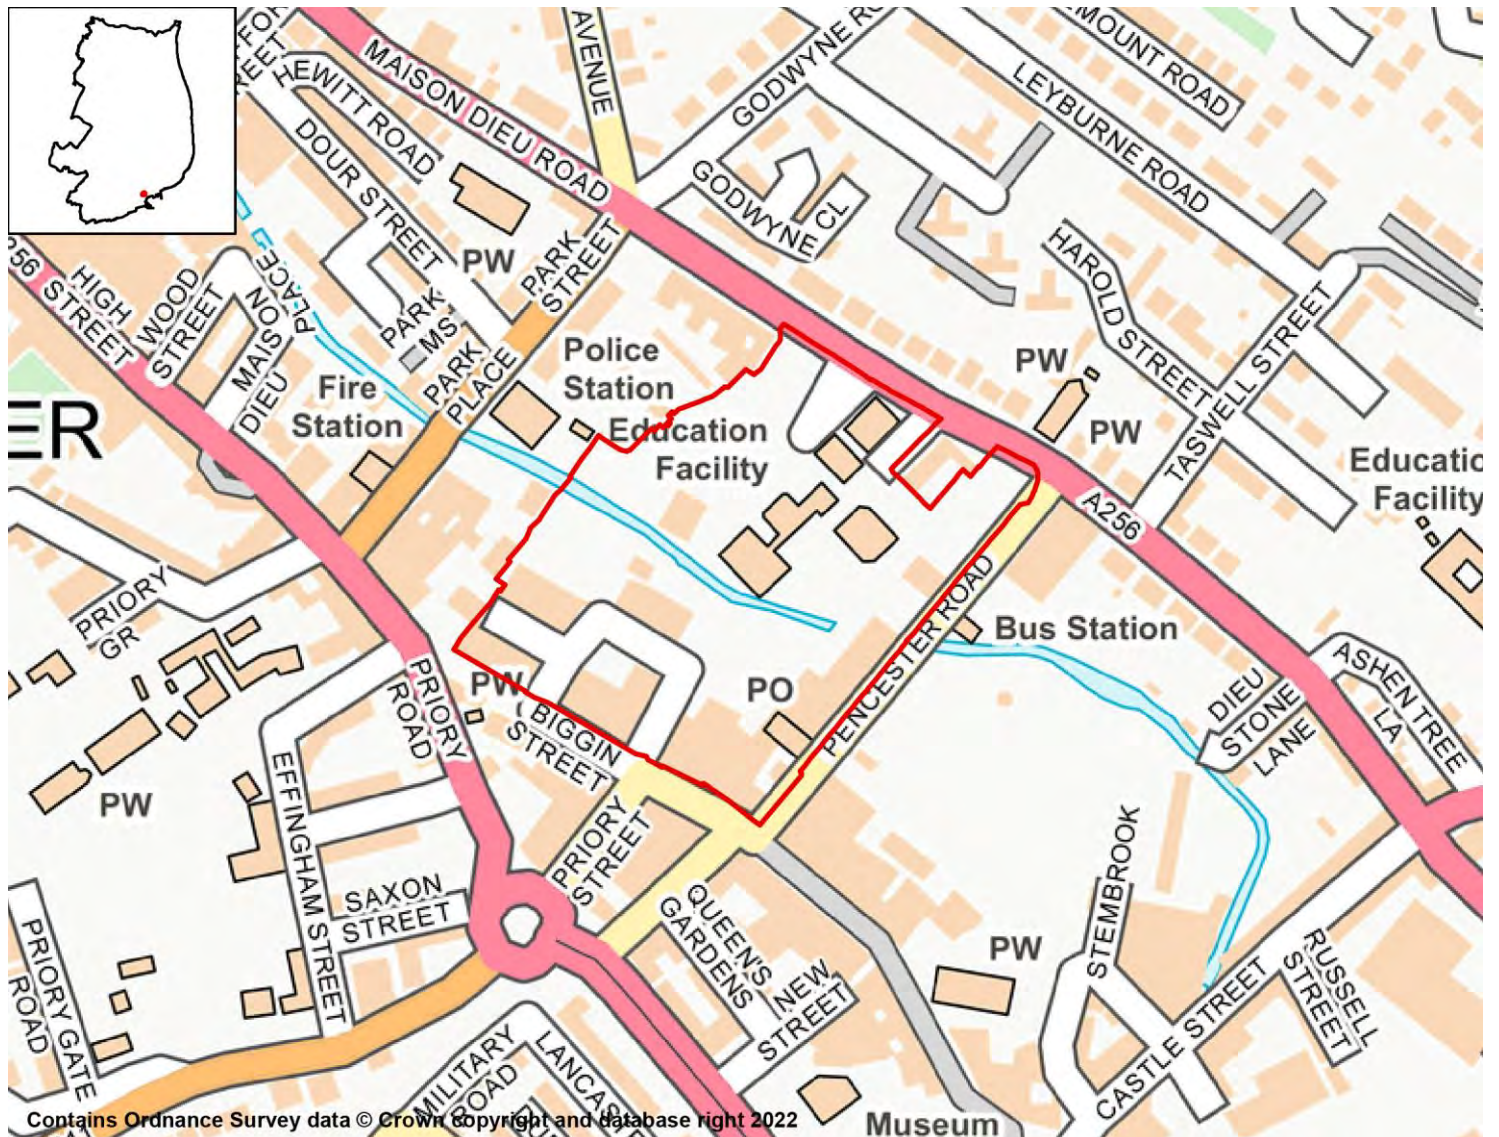 MAISON DIEU ROAD
AVENUE
GODWYNE
LEYBURNE ROAD
HEWITT ROAD
DOUR STREET
GODWYNE
CL
PW
PARK
STREET
HAROLD STREET
TASWELL STREET
HIGH
STREET
WOOD
STREET
MAISON
DIEU
PLACE
PARK
MS
PARK
PLACE
Police
Station
Fire
Station
Education
Facility
PW
PW
Educatio
Facility
ER
A256
PRIORY
GR
PRIORY
ROAD
PW
BIGGIN
STREET
PO
PENCESTER ROAD
Bus Station
DIEU
STONE
LANE
ASHEN TREE
LA
PW
EFFINGHAM STREET
PRIORY
STREET
SAXON
STREET
QUEEN'S
GARDENS
NEW
STREET
STEMBROOK
PW
CASTLE STREET
RUSSELL
STREET
PRIORY GATE
ROAD
MILITARY
ROAD
Museum
Contains Ordnance Survey data © Crown copyright and database right 2022